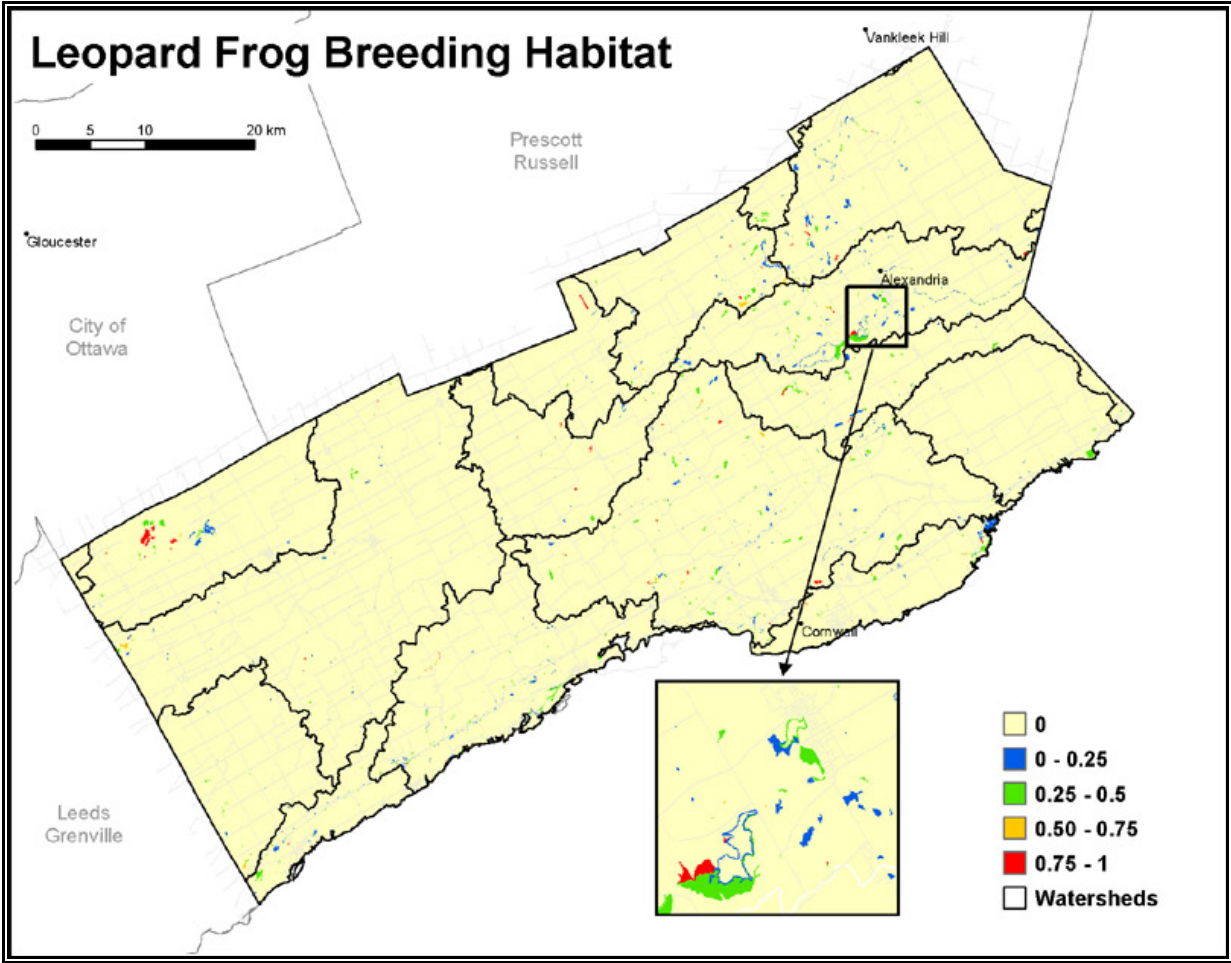 Leopard Frog Breeding Habitat
Vankleek Hill
0 5 10 20 km
Prescott
Russell
Gloucester
Alexandria
City of
Ottawa
Cornwall
Leeds
Grenville
0
0 - 0.25
0.25 - 0.5
0.50 - 0.75
0.75 - 1
Watersheds